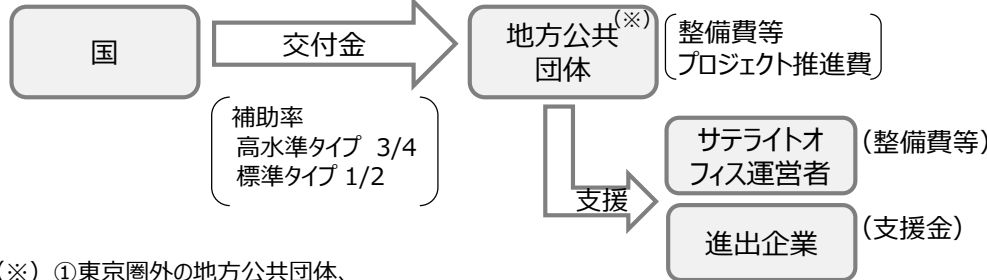 国
交付金
地方公共(※)
団体
整備費等
プロジェクト推進費
補助率
高水準タイプ 3/4
標準タイプ 1/2
支援
サテライトオ
フィス運営者
(整備費等)
進出企業
(支援金)
(※)①東京圏外の地方公共団体、